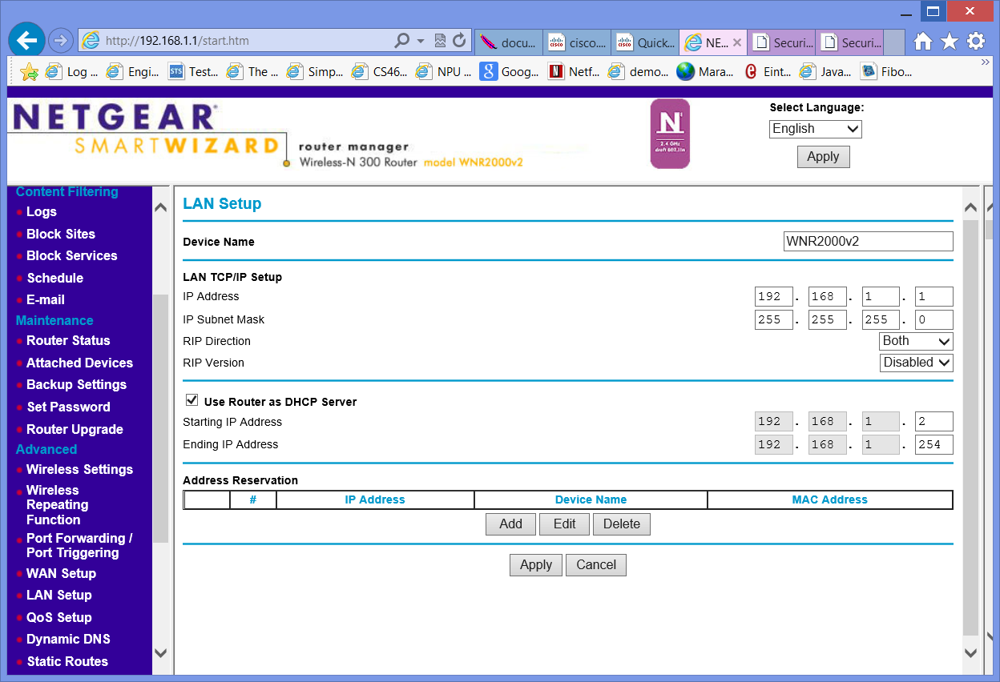 http://192.168.1.1/start.htm
docu...
cisco....
Quick...
NE...
Securi...
Securi...
Log ...
Engi...
STS
Test...
The ...
Simp...
CS46...
NPU ...
Goog...
Netf...
demo...
Mara...
Eint...
Java...
Fibo...
NETGEAR
SMARTWIZARD
router manager
Wireless-N 300 Router model WNR2000v2
N
2.4 GHz
draft 802.11n
Select Language:
English
Apply
Content Filtering
Logs
Block Sites
Block Services
Schedule
E-mail
Maintenance
Router Status
Attached Devices
Backup Settings
Set Password
Router Upgrade
Advanced
Wireless Settings
Wireless
Repeating
Function
Port Forwarding /
Port Triggering
WAN Setup
LAN Setup
QoS Setup
Dynamic DNS
Static Routes
LAN Setup
Device Name WNR2000v2
LAN TCP/IP Setup
IP Address 192 . 168 . 1 . 1
IP Subnet Mask 255 . 255 . 255 . 0
RIP Direction Both
RIP Version Disabled
Use Router as DHCP Server
Starting IP Address 192 . 168 . 1 . 2
Ending IP Address 192 . 168 . 1 . 254
Address Reservation
# IP Address Device Name MAC Address
Add Edit Delete
Apply Cancel